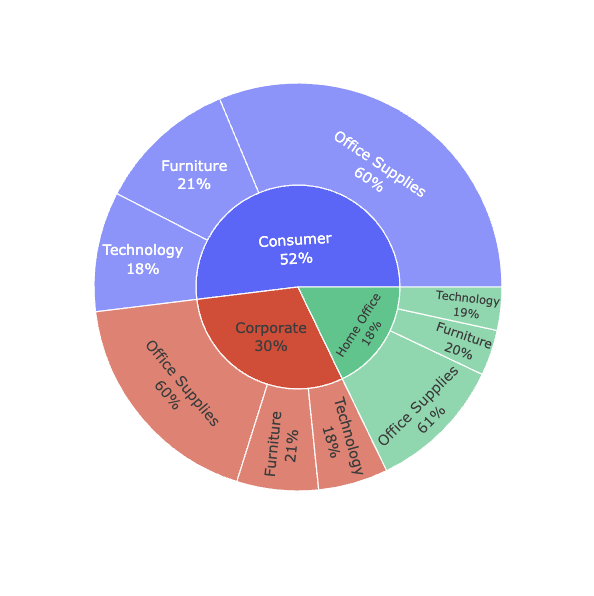 Office Supplies
60%
Furniture
21%
Technology
18%
Consumer
52%
Corporate
30%
Home Office
18%
Technology
19%
Furniture
20%
Office Supplies
61%
Office Supplies
60%
Furniture
21%
Technology
18%